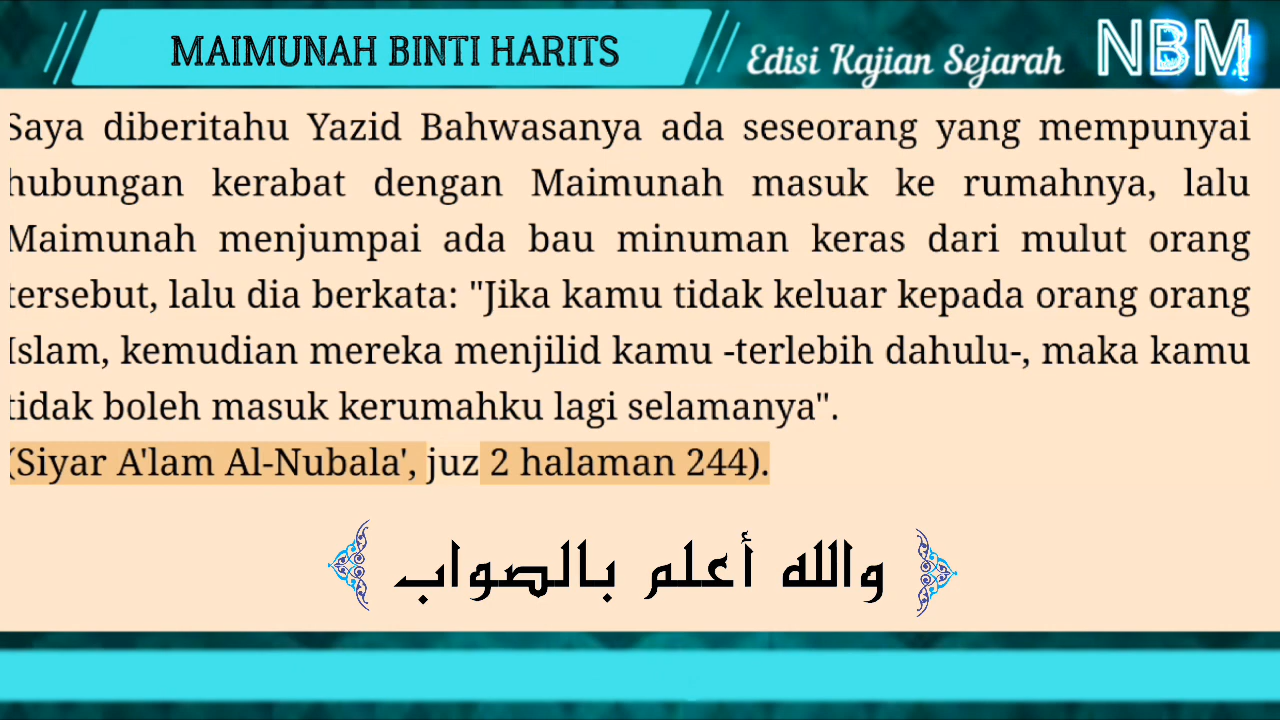 MAIMUNAH BINTI HARITS
Edisi Kajian Sejarah
NBM
Saya diberitahu Yazid Bahwasanya ada seseorang yang mempunyai
hubungan kerabat dengan Maimunah masuk ke rumahnya, lalu
Maimunah menjumpai ada bau minuman keras dari mulut orang
tersebut, lalu dia berkata: "Jika kamu tidak keluar kepada orang orang
Islam, kemudian mereka menjilid kamu -terlebih dahulu-, maka kamu
tidak boleh masuk kerumahku lagi selamanya".
(Siyar A'lam Al-Nubala', juz 2 halaman 244).
والله أعلم بالصواب